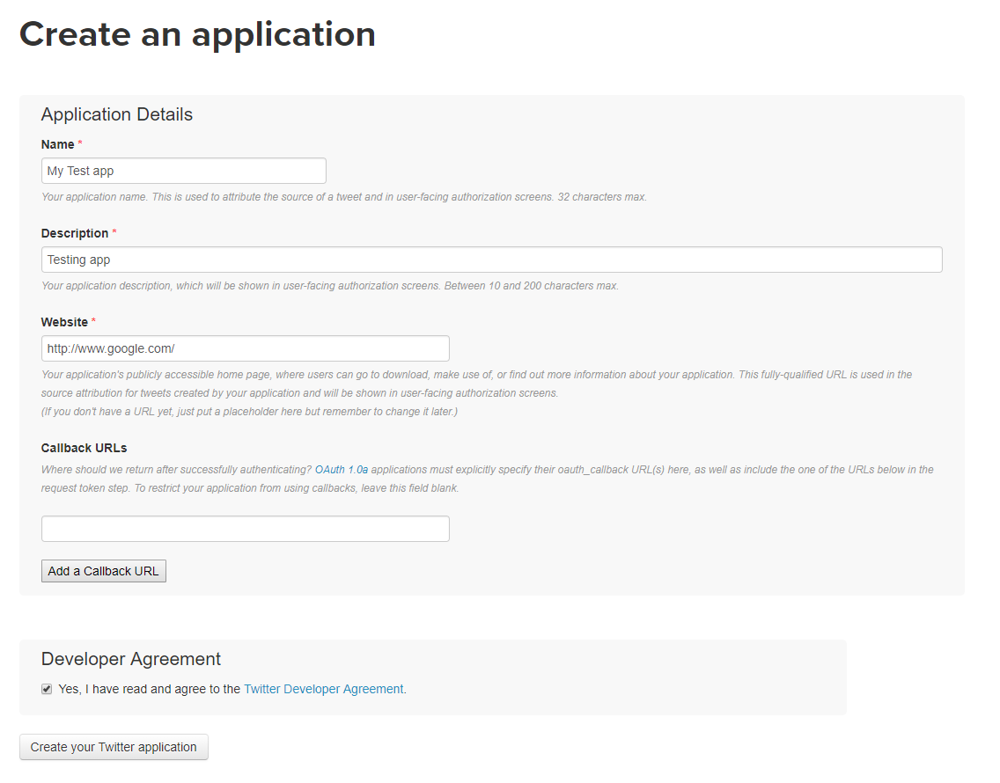 Create an application
Application Details
Name *
My Test app
Your application name. This is used to attribute the source of a tweet and in user-facing authorization screens. 32 characters max.
Description *
Testing app
Your application description, which will be shown in user-facing authorization screens. Between 10 and 200 characters max.
Website *
http://www.google.com/
Your application's publicly accessible home page, where users can go to download, make use of, or find out more information about your application. This fully-qualified URL is used in the
source attribution for tweets created by your application and will be shown in user-facing authorization screens.
(If you don't have a URL yet, just put a placeholder here but remember to change it later.)
Callback URLs
Where should we return after successfully authenticating? OAuth 1.0a applications must explicitly specify their oauth_callback URL(s) here, as well as include the one of the URLs below in the
request token step. To restrict your application from using callbacks, leave this field blank.
Add a Callback URL
Developer Agreement
Yes, I have read and agree to the Twitter Developer Agreement.
Create your Twitter application